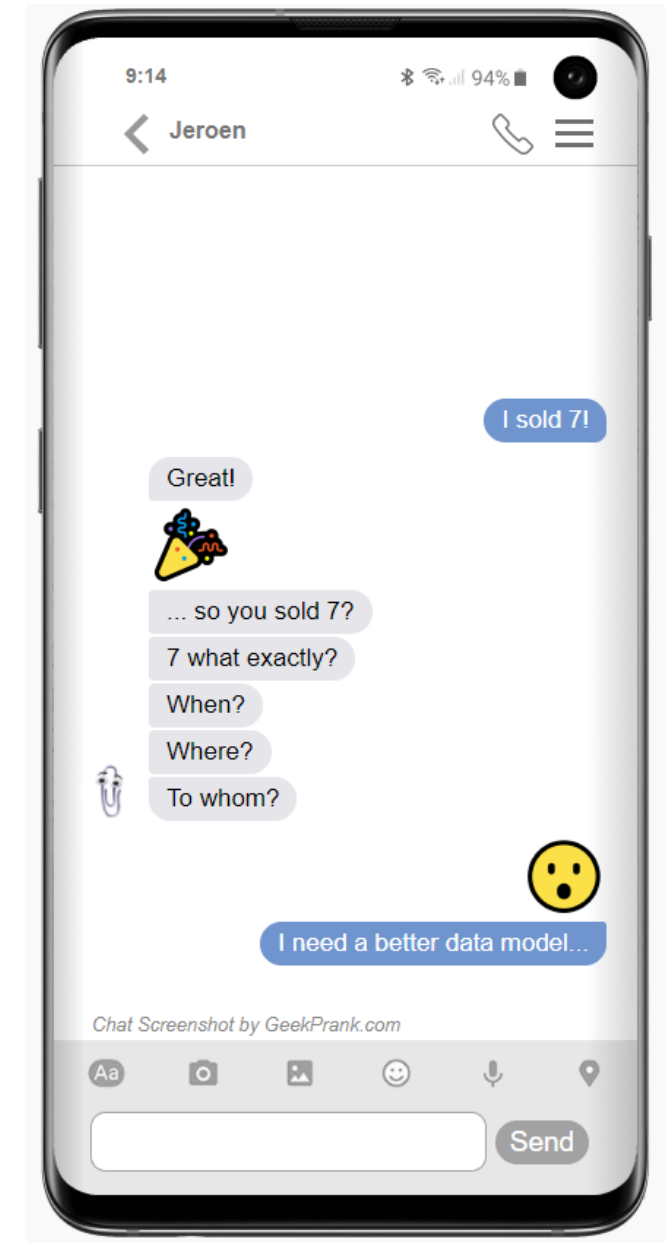 9:14 94%
Jeroen
I sold 7!
Great!
... so you sold 7?
7 what exactly?
When?
Where?
To whom?
I need a better data model...
Chat Screenshot by GeekPrank.com
Aa
Send